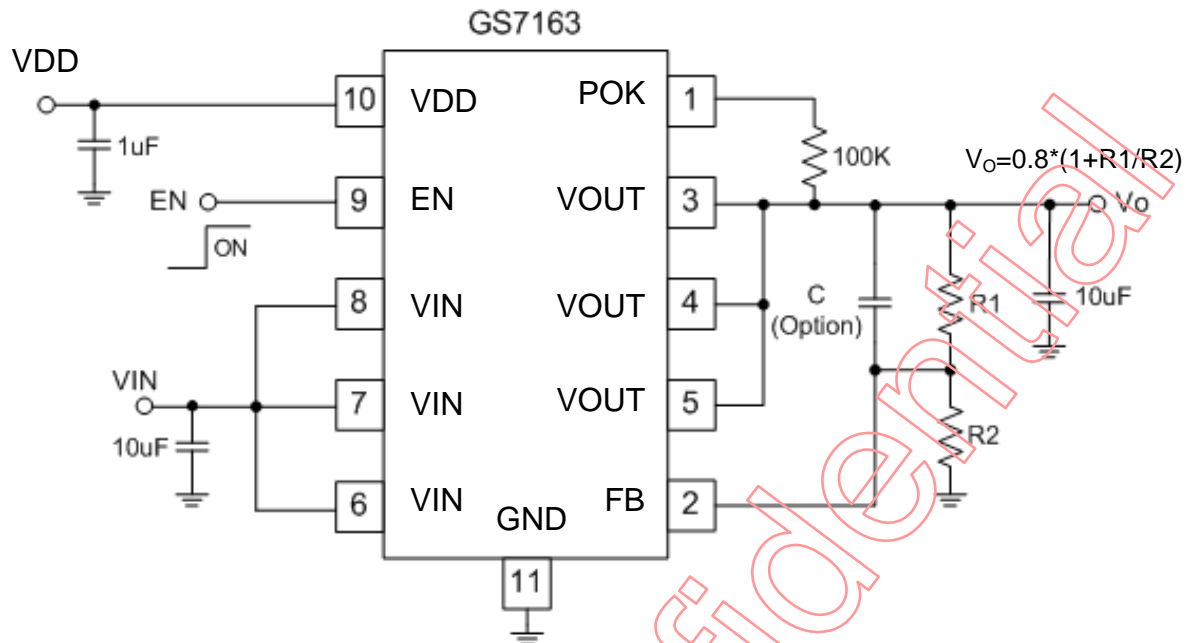 GS7163
VDD
10
VDD
POK
1
1uF
100K
Vo=0.8*(1+R1/R2)
EN
9
EN
VOUT
3
Vo
ON
8
VIN
VOUT
4
C
(Option)
R1
10uF
VIN
7
VIN
VOUT
5
10uF
R2
6
VIN
GND
FB
2
11
fidential